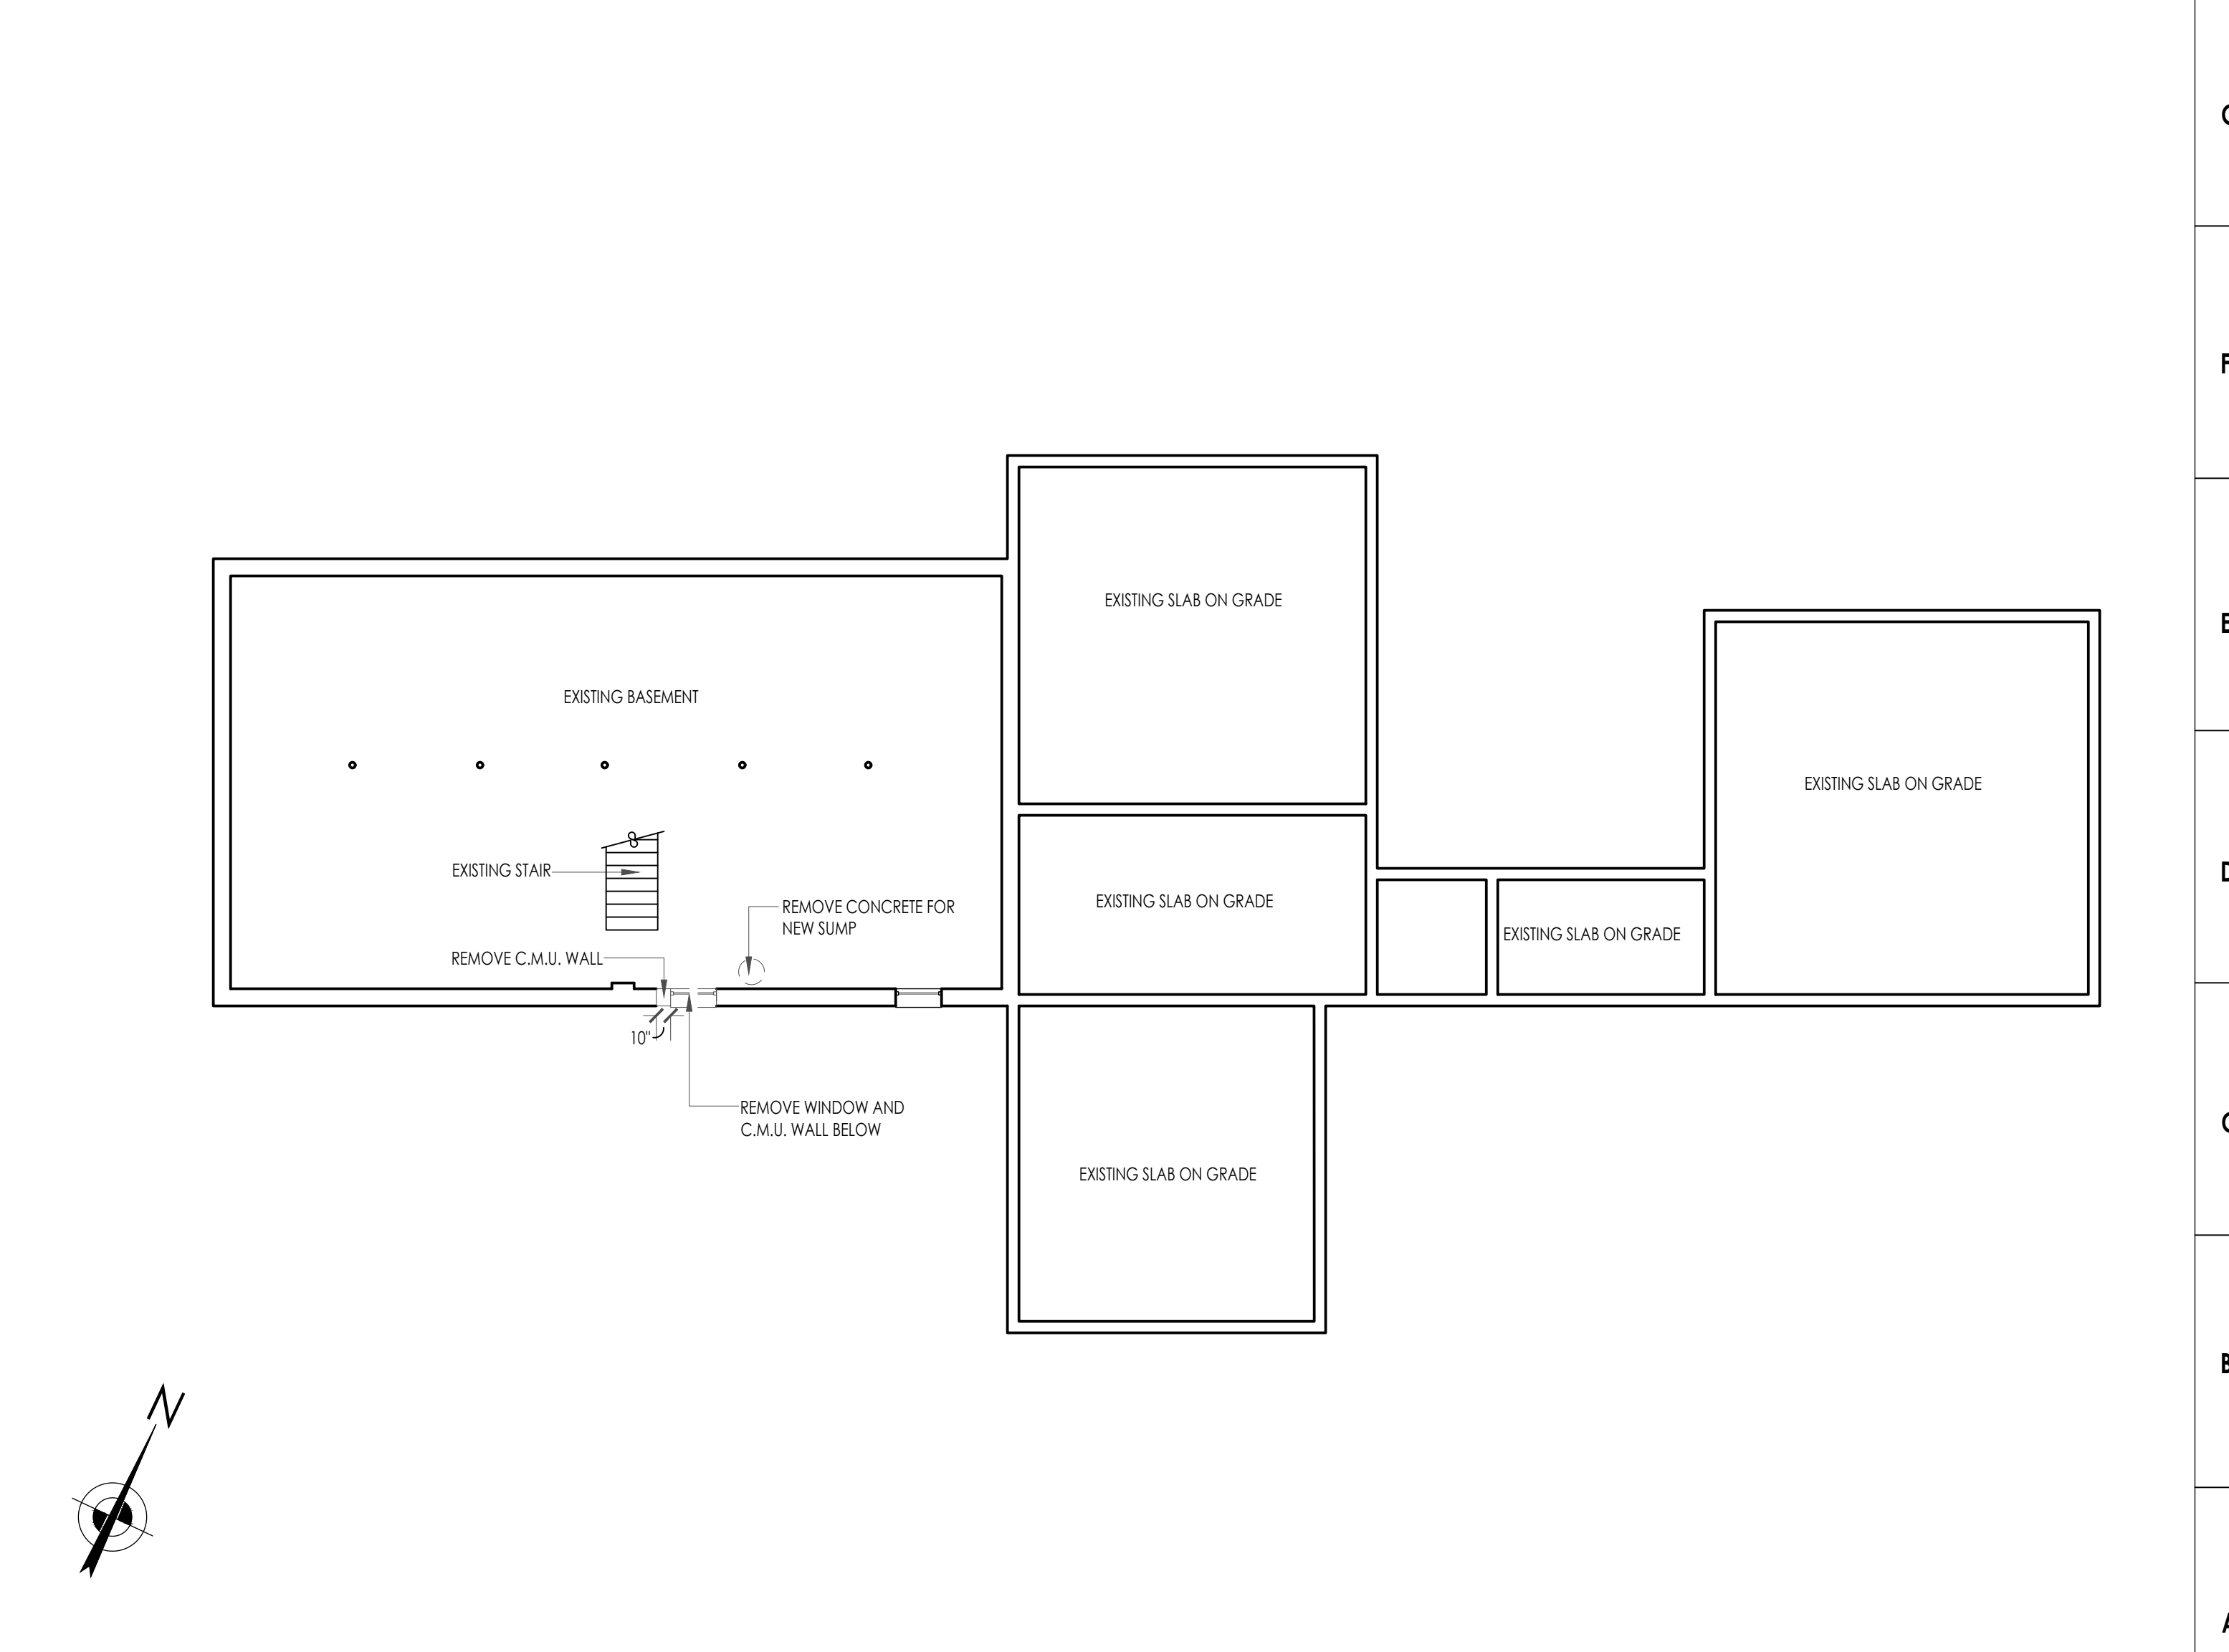 G
F
EXISTING SLAB ON GRADE
E
EXISTING BASEMENT
EXISTING SLAB ON GRADE
EXISTING STAIR
D
REMOVE CONCRETE FOR
NEW SUMP
EXISTING SLAB ON GRADE
EXISTING SLAB ON GRADE
REMOVE C.M.U. WALL
10"
REMOVE WINDOW AND
C.M.U. WALL BELOW
C
EXISTING SLAB ON GRADE
B
N
A